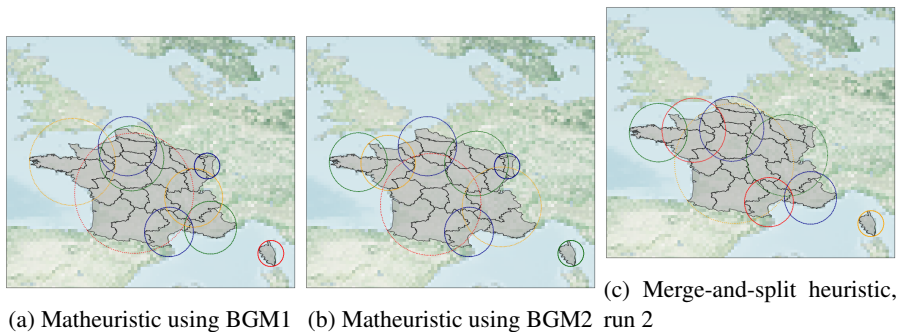 (a) Matheuristic using BGM1
(b) Matheuristic using BGM2
(c) Merge-and-split heuristic,
run 2